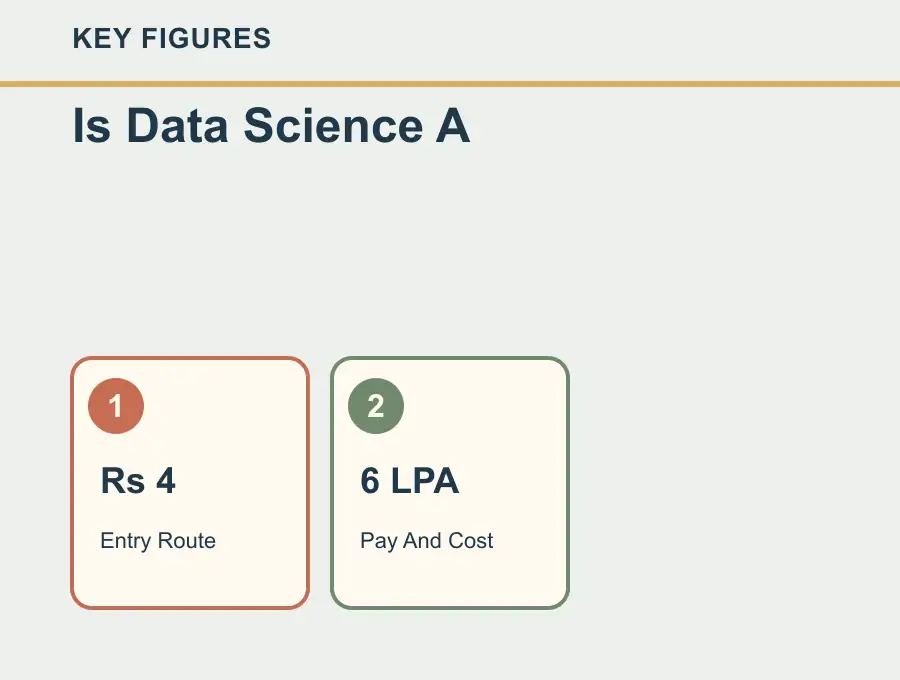 KEY FIGURES
Is Data Science A
1
Rs 4
Entry Route
2
6 LPA
Pay And Cost